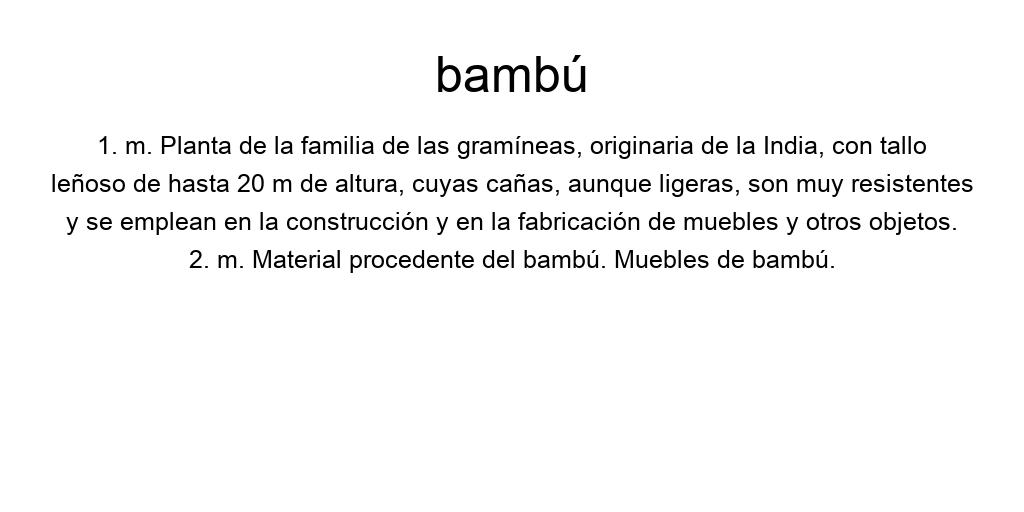 bambú
1. m. Planta de la familia de las gramíneas, originaria de la India, con tallo
leñoso de hasta 20 m de altura, cuyas cañas, aunque ligeras, son muy resistentes
y se emplean en la construcción y en la fabricación de muebles y otros objetos.
2. m. Material procedente del bambú. Muebles de bambú.